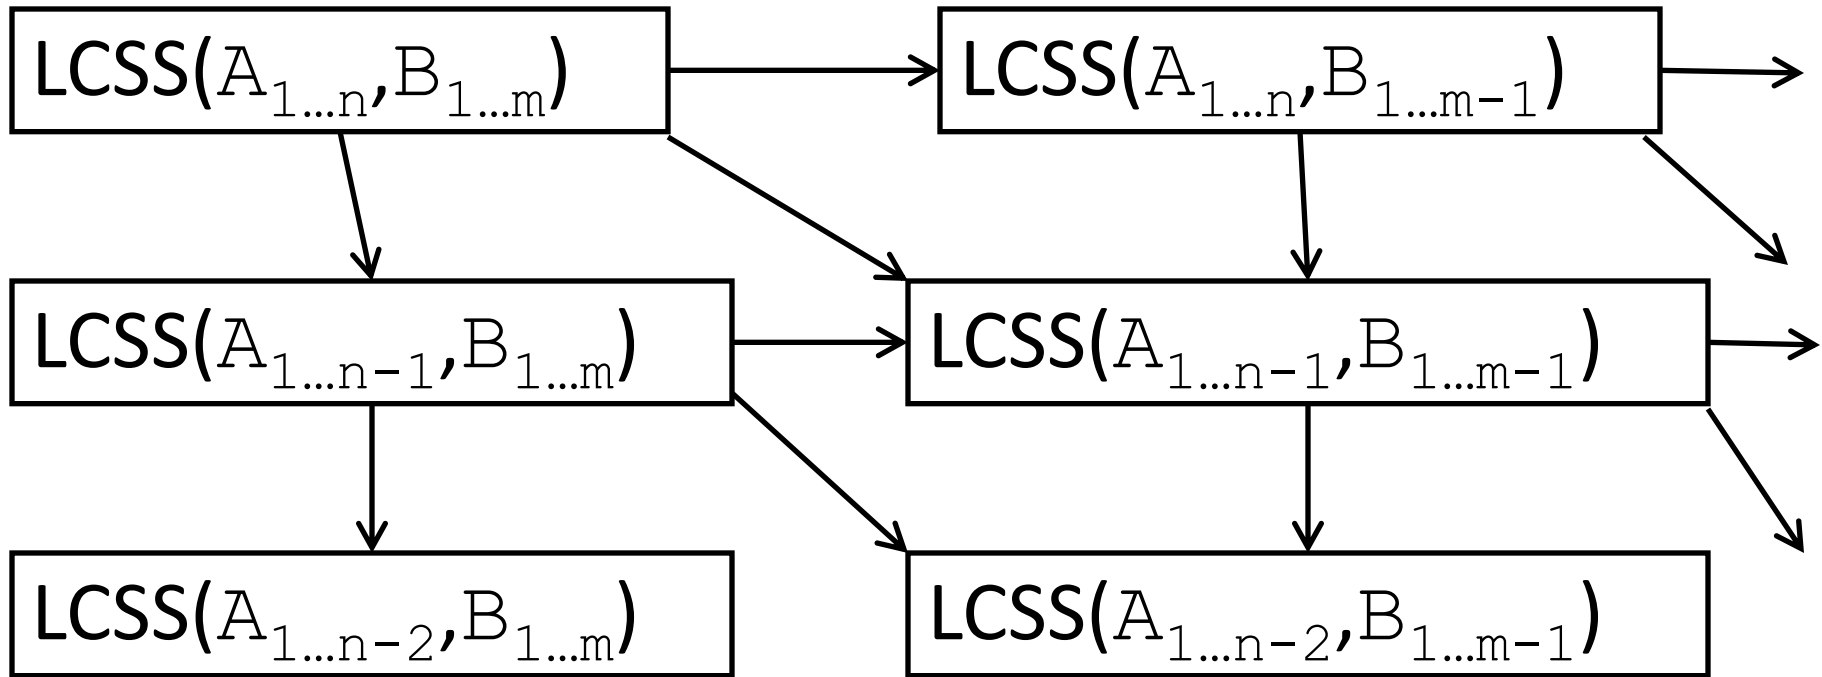 LCSS(A₁…ₙ,B₁…ₘ) LCSS(A₁…ₙ,B₁…ₘ₋₁)
LCSS(A₁…ₙ₋₁,B₁…ₘ) LCSS(A₁…ₙ₋₁,B₁…ₘ₋₁)
LCSS(A₁…ₙ₋₂,B₁…ₘ) LCSS(A₁…ₙ₋₂,B₁…ₘ₋₁)